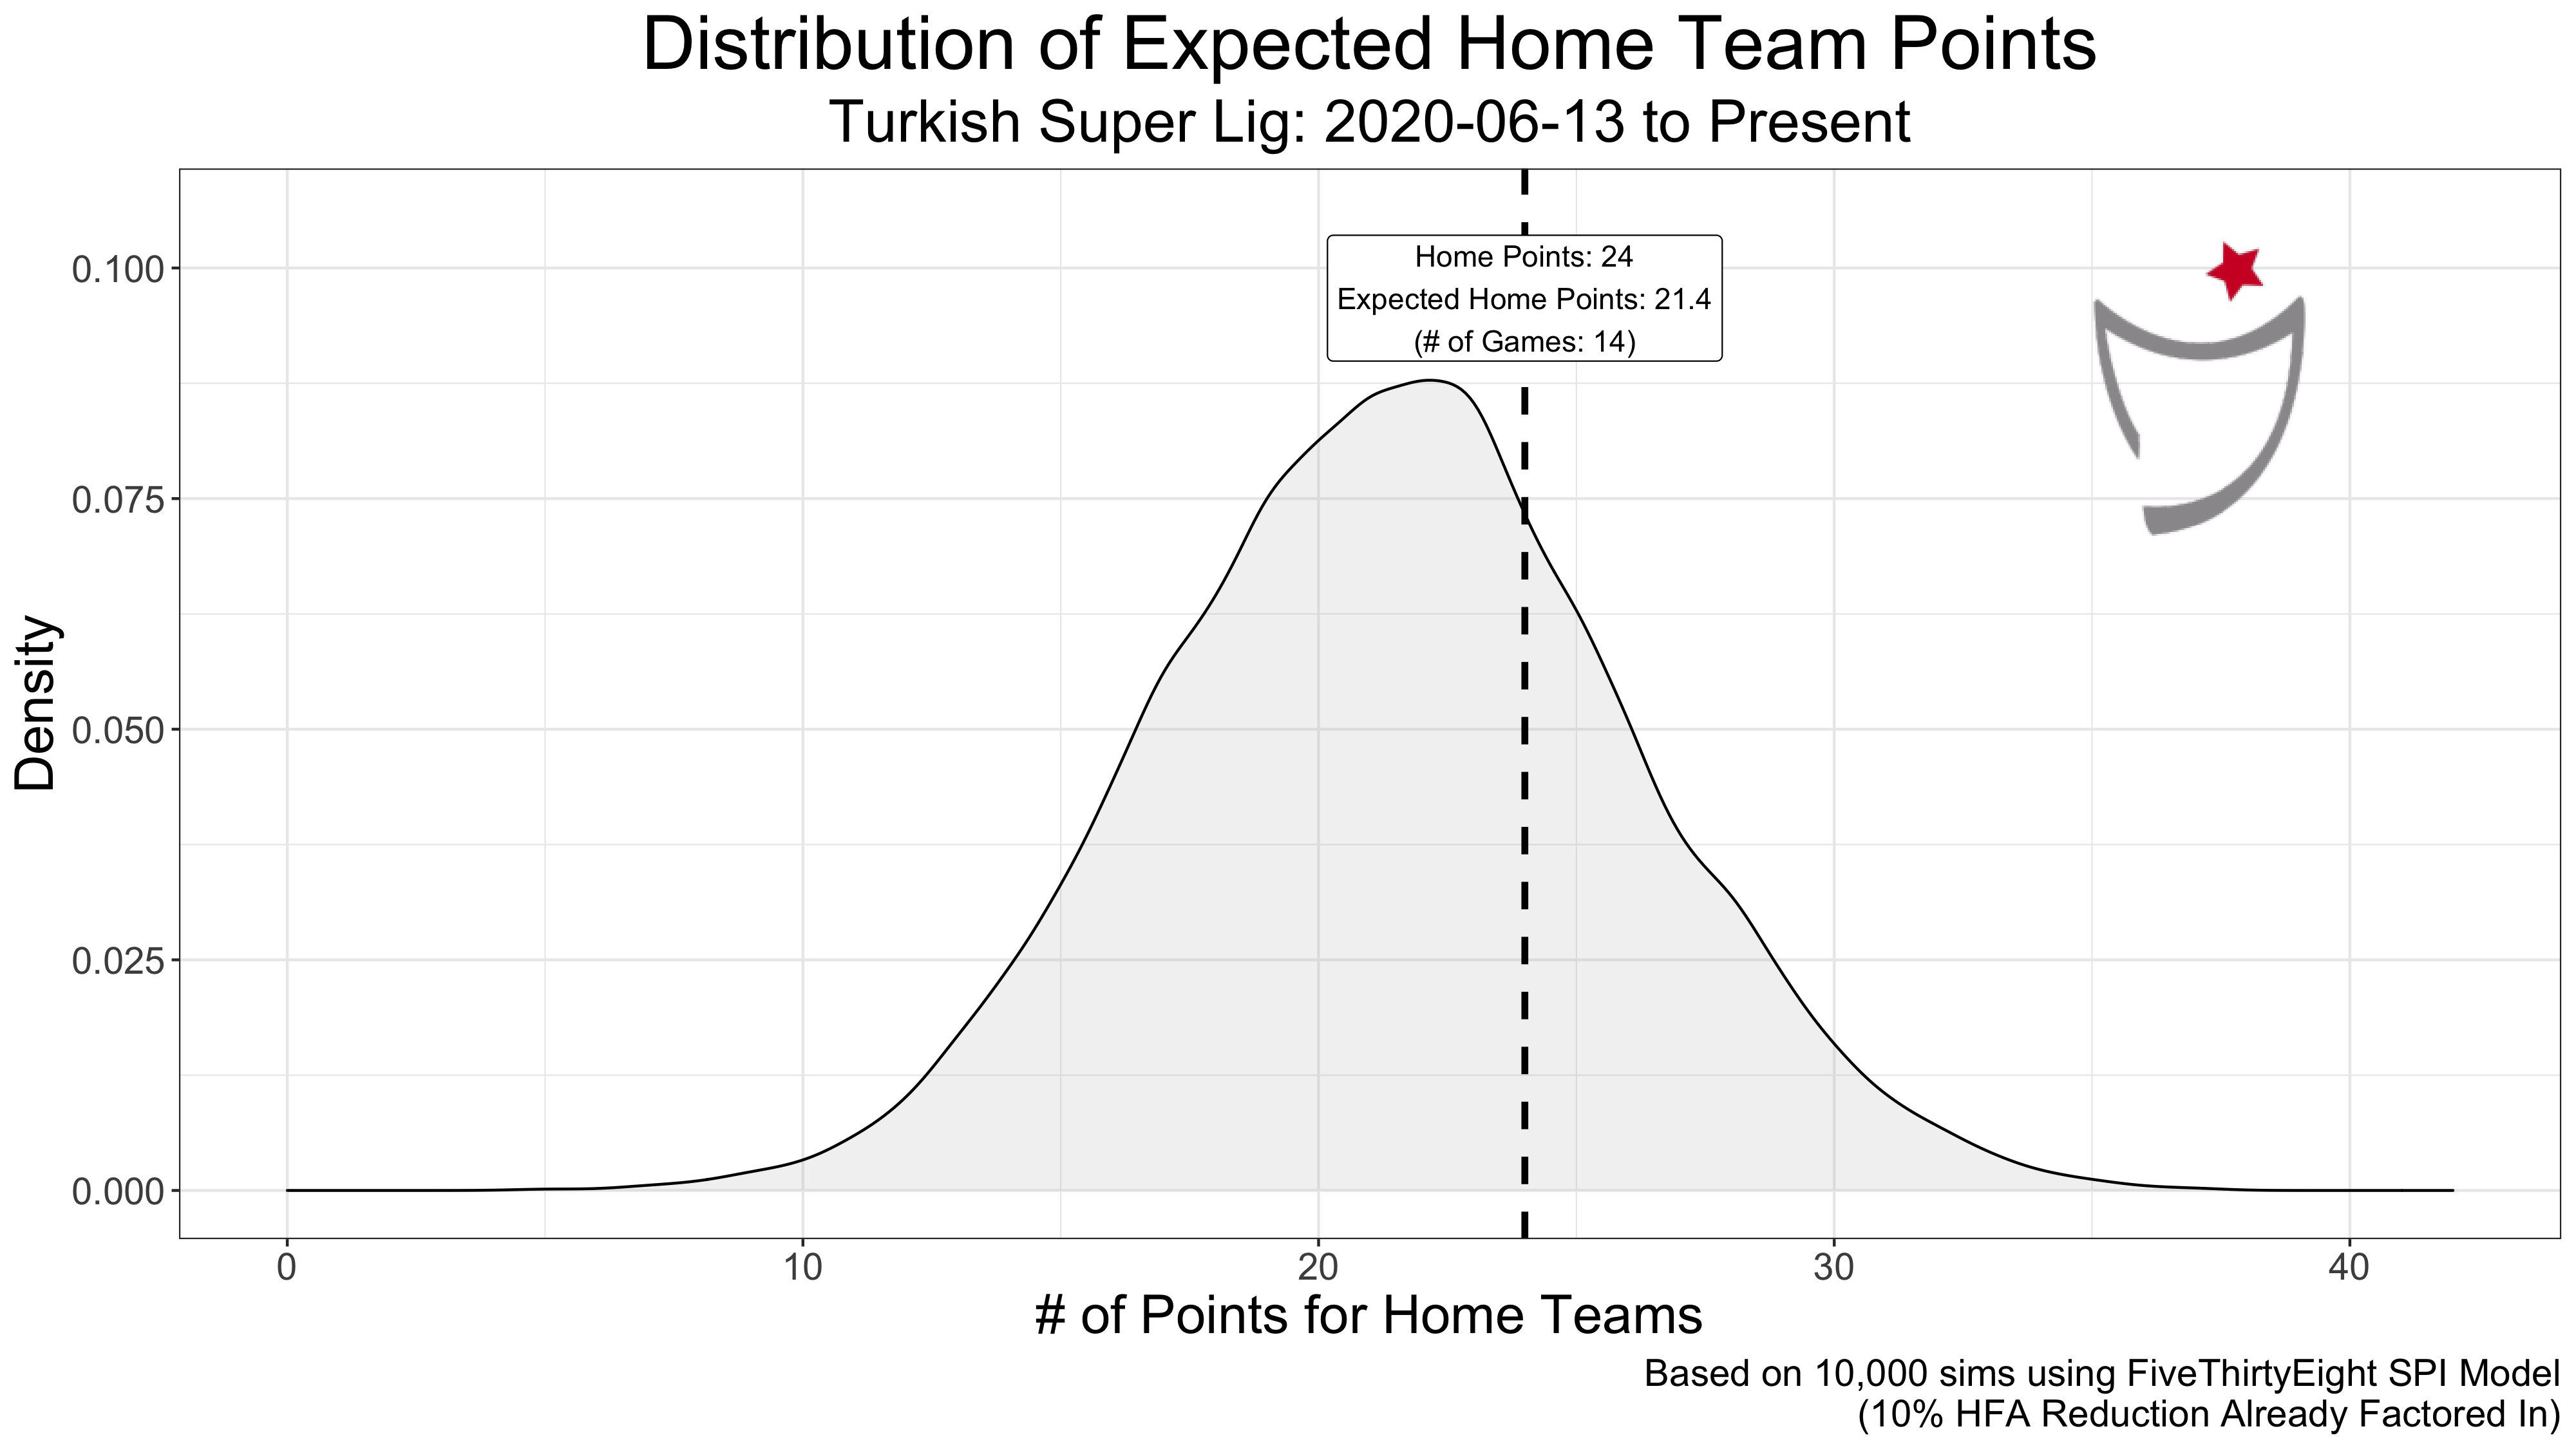 Distribution of Expected Home Team Points
Turkish Super Lig: 2020-06-13 to Present
Home Points: 24
Expected Home Points: 21.4
(# of Games: 14)
Density
0.100
0.075
0.050
0.025
0.000
0 10 20 30 40
# of Points for Home Teams
Based on 10,000 sims using FiveThirtyEight SPI Model
(10% HFA Reduction Already Factored In)